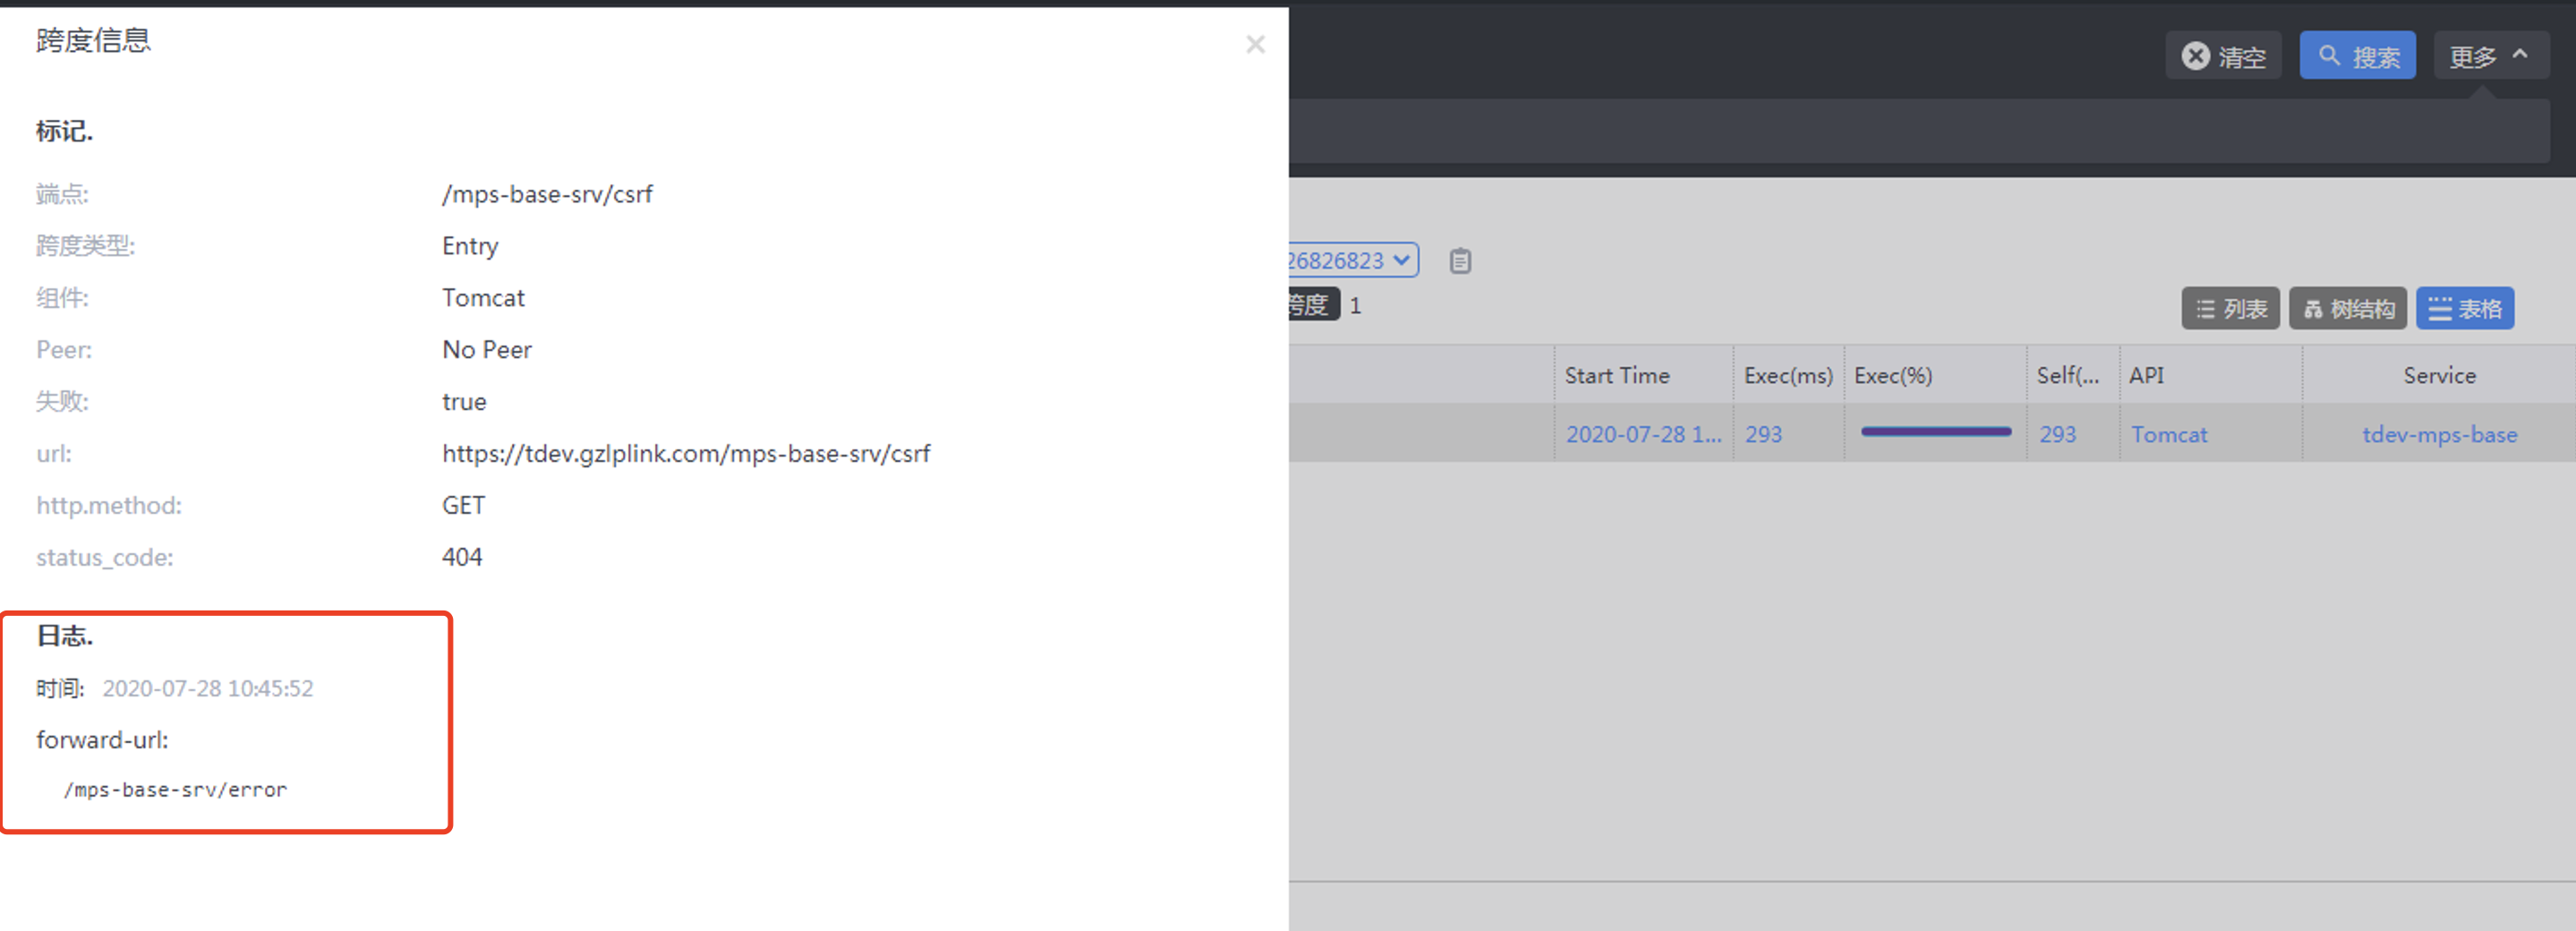 跨度信息
标记.
端点: /mps-base-srv/csrf
跨度类型: Entry
组件: Tomcat
Peer: No Peer
失败: true
url: https://tdev.gzlplink.com/mps-base-srv/csrf
http.method: GET
status_code: 404
日志.
时间: 2020-07-28 10:45:52
forward-url:
/mps-base-srv/error
清空 搜索 更多
26826823
跨度 1
列表 树结构 表格
Start Time Exec(ms) Exec(%) Self(... API Service
2020-07-28 1... 293 293 Tomcat tdev-mps-base